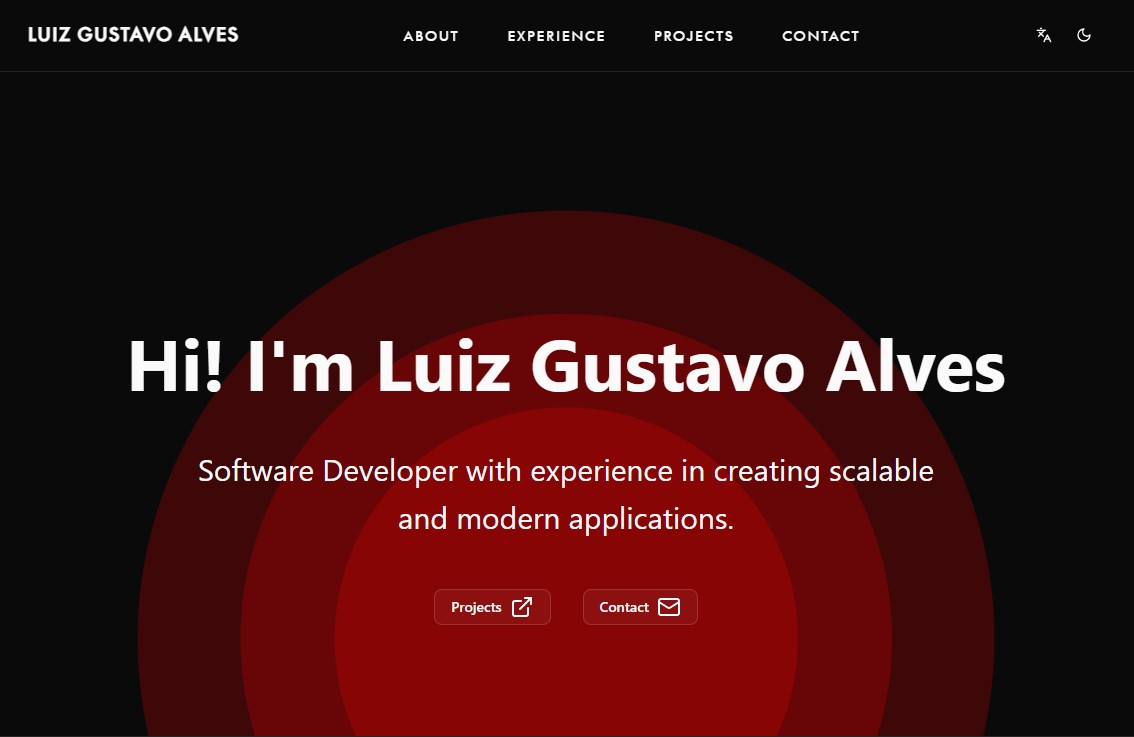 LUIZ GUSTAVO ALVES
ABOUT
EXPERIENCE
PROJECTS
CONTACT
Hi! I'm Luiz Gustavo Alves
Software Developer with experience in creating scalable
and modern applications.
Projects
Contact